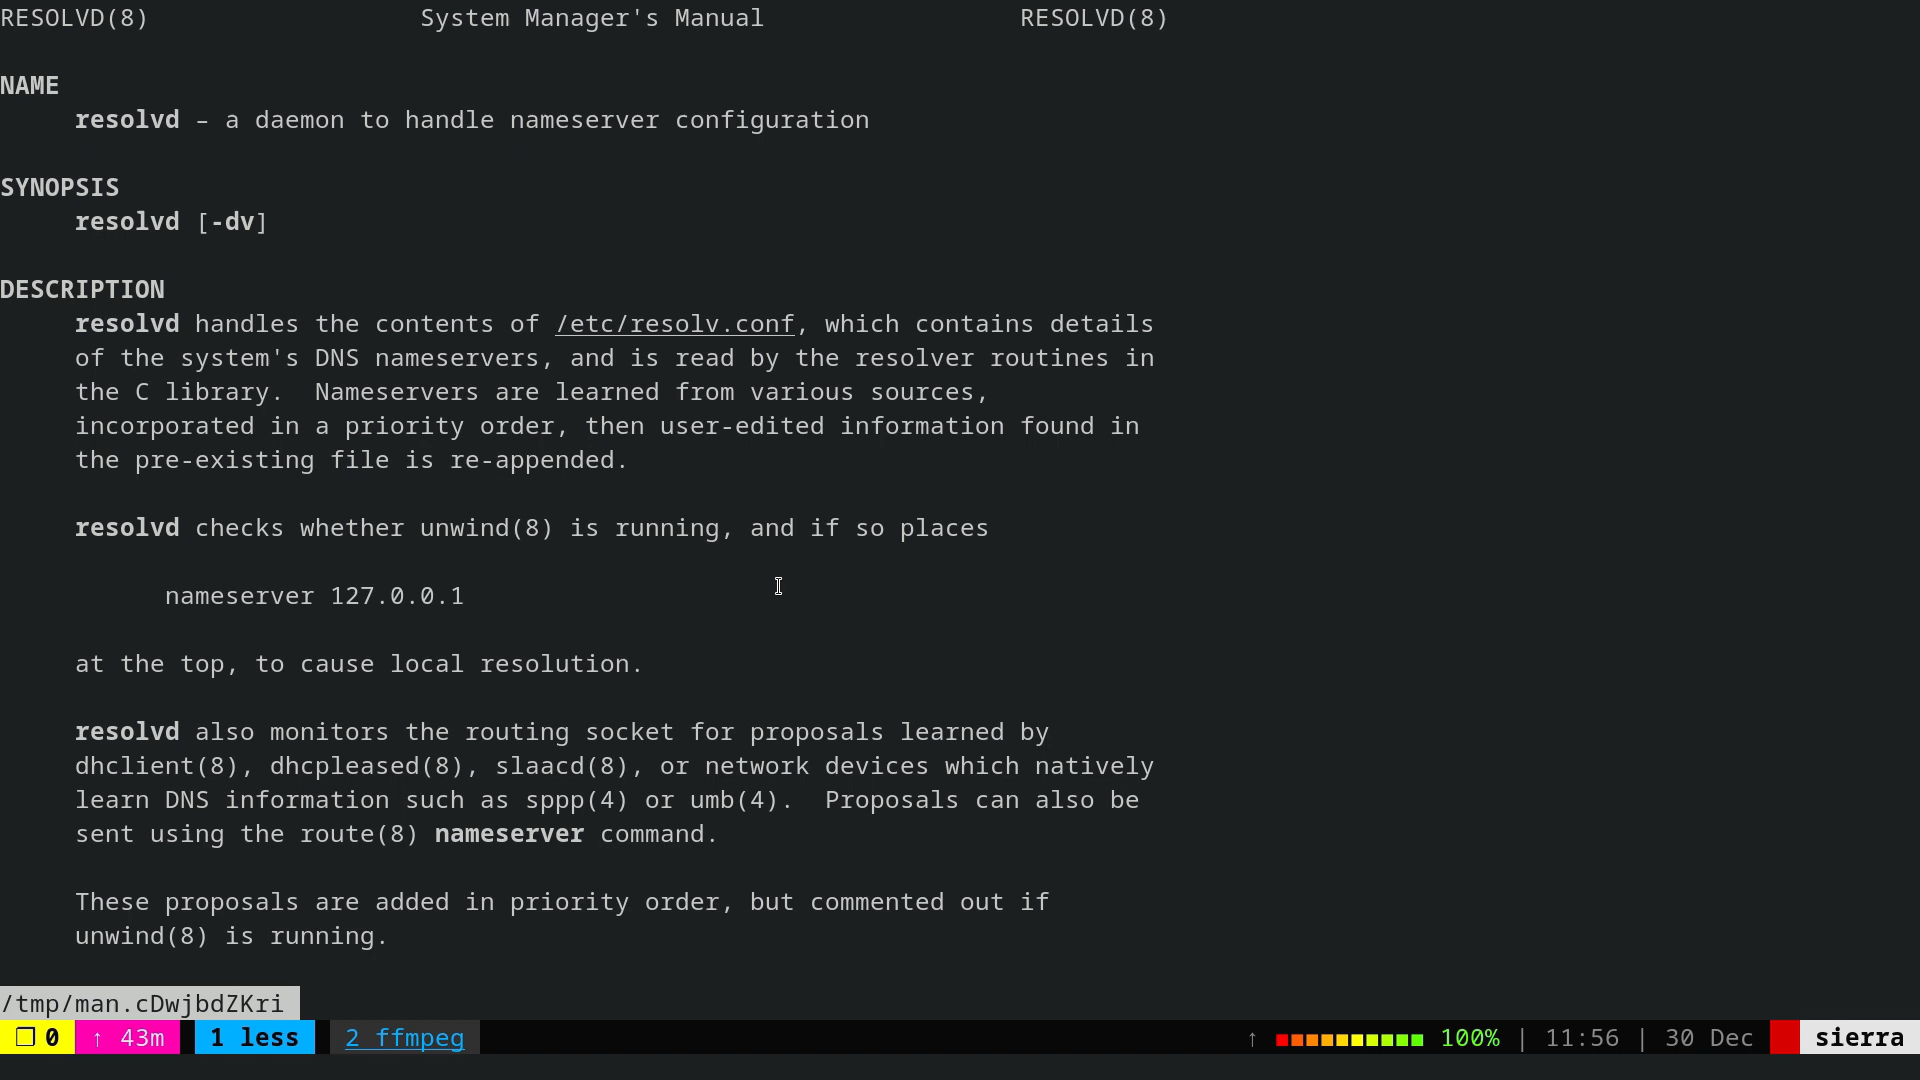 RESOLVD(8) System Manager's Manual RESOLVD(8)
NAME
resolvd – a daemon to handle nameserver configuration
SYNOPSIS
resolvd [-dv]
DESCRIPTION
resolvd handles the contents of /etc/resolv.conf, which contains details
of the system's DNS nameservers, and is read by the resolver routines in
the C library.  Nameservers are learned from various sources,
incorporated in a priority order, then user-edited information found in
the pre-existing file is re-appended.
resolvd checks whether unwind(8) is running, and if so places
nameserver 127.0.0.1
at the top, to cause local resolution.
resolvd also monitors the routing socket for proposals learned by
dhclient(8), dhcpleased(8), slaacd(8), or network devices which natively
learn DNS information such as sppp(4) or umb(4).  Proposals can also be
sent using the route(8) nameserver command.
These proposals are added in priority order, but commented out if
unwind(8) is running.
/tmp/man.cDwjbdZKri
❐ 0 ↑ 43m 1 less 2 ffmpeg ↑ 100% | 11:56 | 30 Dec sierra